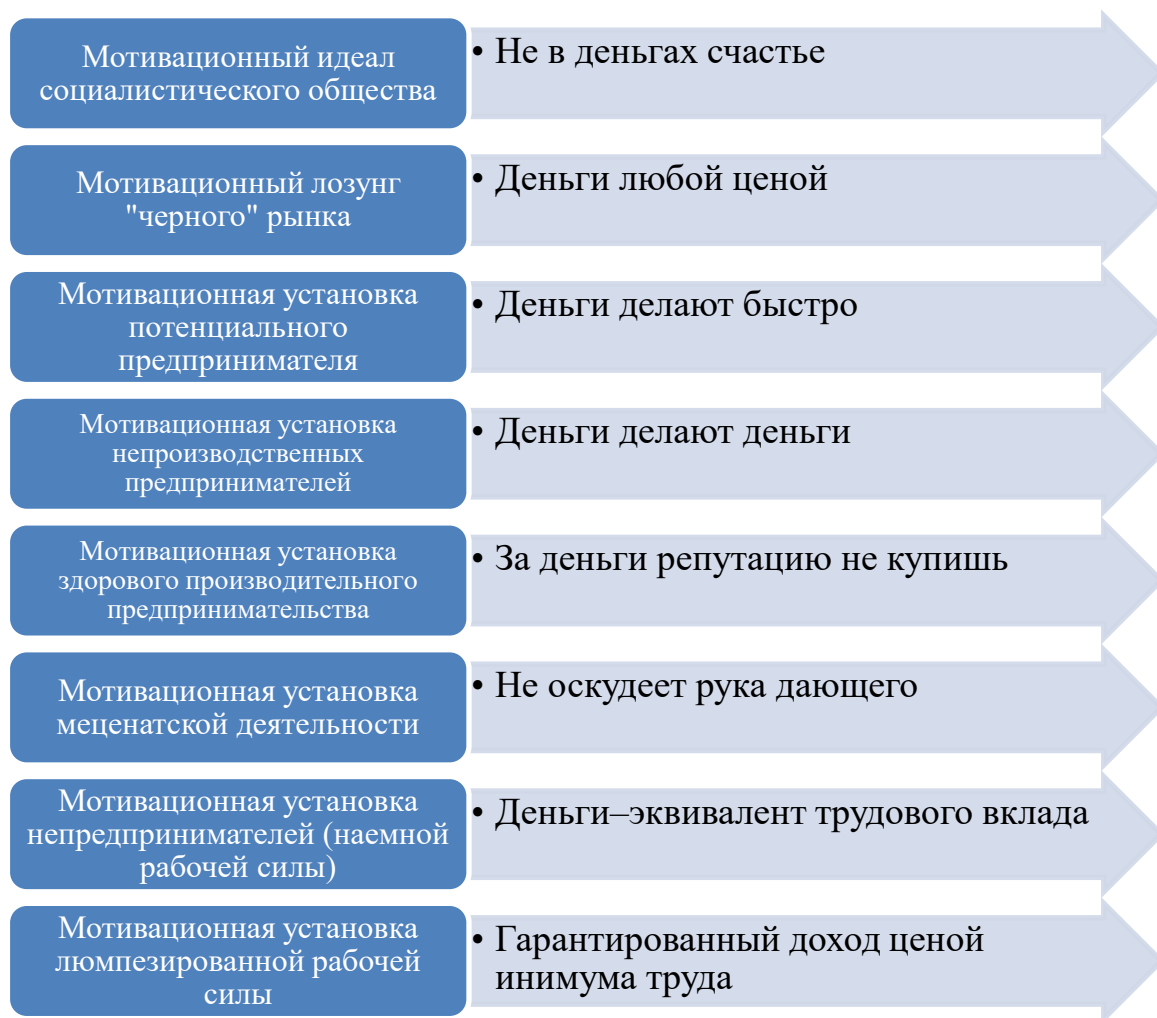 Мотивационный идеал
социалистического общества
• Не в деньгах счастье
Мотивационный лозунг
"черного" рынка
• Деньги любой ценой
Мотивационная установка
потенциального
предпринимателя
• Деньги делают быстро
Мотивационная установка
непроизводственных
предпринимателей
• Деньги делают деньги
Мотивационная установка
здорового производительного
предпринимательства
• За деньги репутацию не купишь
Мотивационная установка
меценатской деятельности
• Не оскудеет рука дающего
Мотивационная установка
непредпринимателей (наемной
рабочей силы)
• Деньги–эквивалент трудового вклада
Мотивационная установка
люмпезированной рабочей
силы
• Гарантированный доход ценой
инимума труда